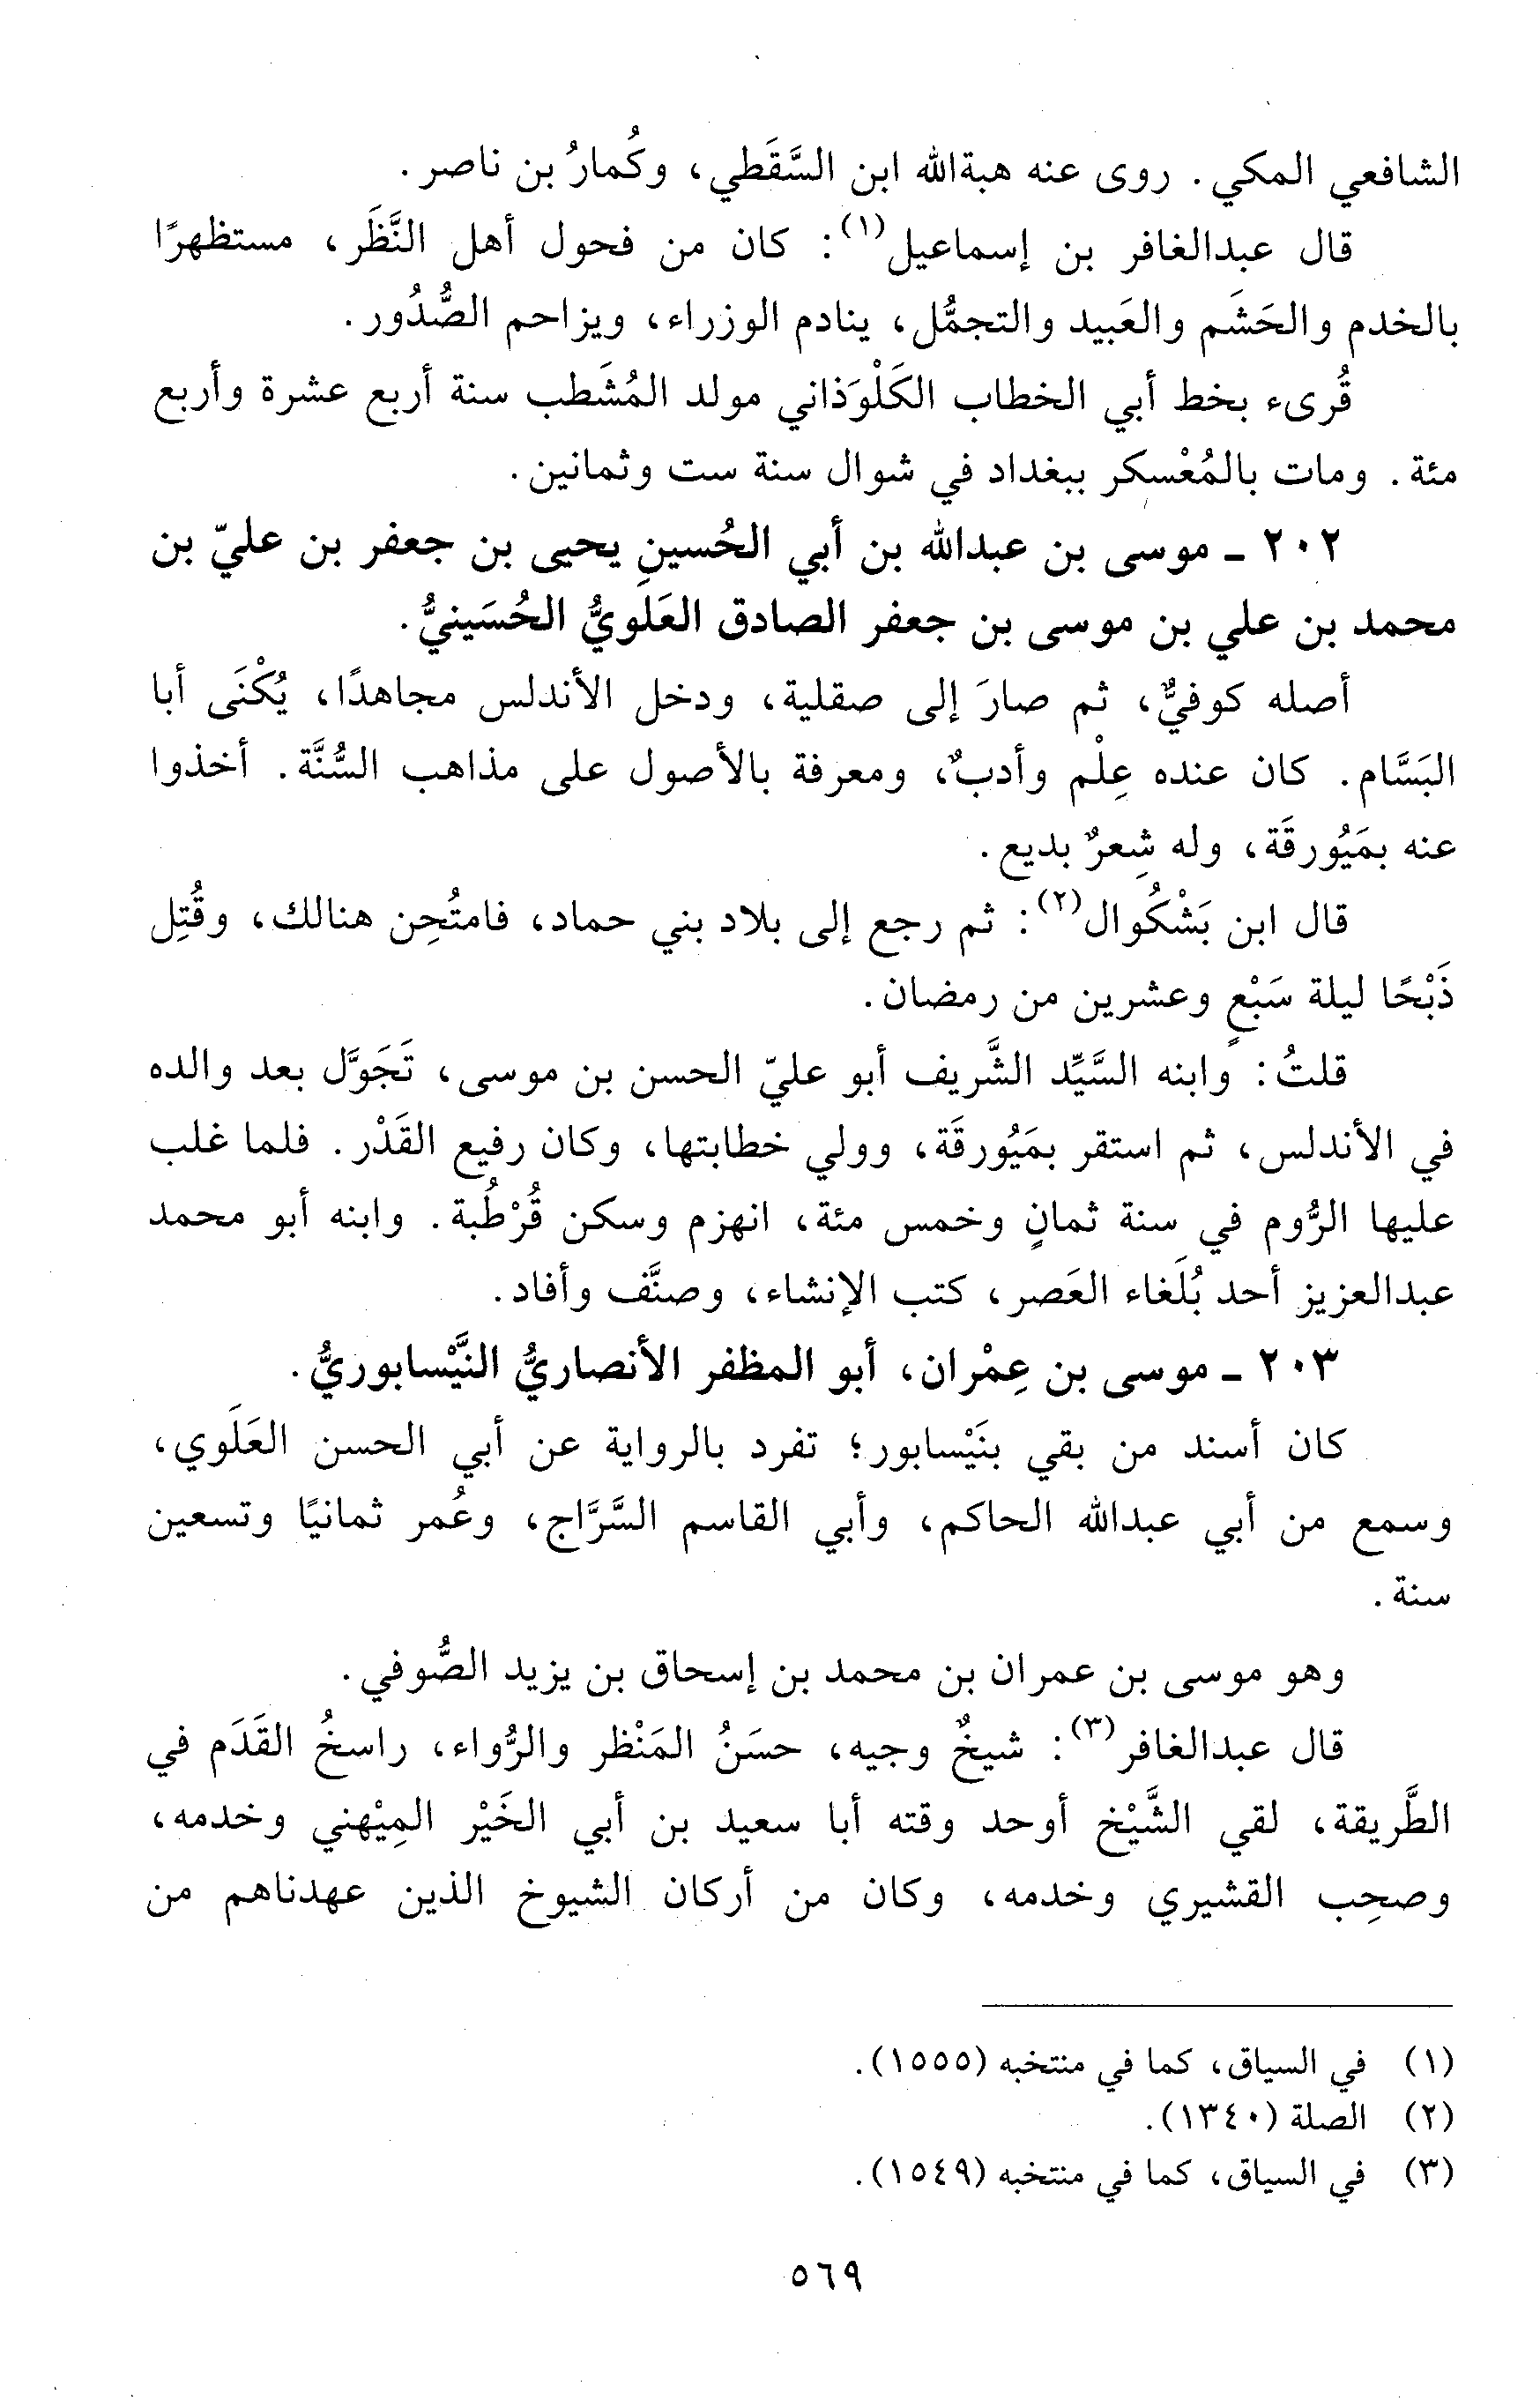 الشافعي المكي. روى عنه هبةالله ابن السَّقَطي، وكُمارُ بن ناصر.
قال عبدالغافر بن إسماعيل(١): كان من فحول أهل النَّظَر، مستظهرًا
بالخدم والحَشَم والعَبيد والتجمُّل، ينادم الوزراء، ويزاحم الصُّدُور.
قُرىء بخط أبي الخطاب الكَلْوَذاني مولد المُشَطب سنة أربع عشرة وأربع
مئة. ومات بالمُعْسكر ببغداد في شوال سنة ست وثمانين.
٢٠٢ - موسى بن عبدالله بن أبي الحُسينِ يحيى بن جعفر بن عليّ بن
محمد بن علي بن موسى بن جعفر الصادق العَلَويُّ الحُسَينيُّ.
أصله كوفيٌّ، ثم صارَ إلى صقلية، ودخل الأندلس مجاهدًا، يُكْنَى أبا
البَسَّام. كان عنده عِلْم وأدبٌ، ومعرفة بالأصول على مذاهب السُّنَّة. أخذوا
عنه بمَيُورقَة، وله شِعرٌ بديع.
قال ابن بَشْكُوال(٢): ثم رجع إلى بلاد بني حماد، فامتُحِن هنالك، وقُتِل
ذَبْحًا ليلة سَبْعٍ وعشرين من رمضان.
قلتُ: وابنه السَّيِّد الشَّريف أبو عليّ الحسن بن موسى، تَجَوَّل بعد والده
في الأندلس، ثم استقر بمَيُورقَة، وولي خطابتها، وكان رفيع القَدْر. فلما غلب
عليها الرُّوم في سنة ثمانٍ وخمس مئة، انهزم وسكن قُرْطُبة. وابنه أبو محمد
عبدالعزيز أحد بُلَغاء العَصر، كتب الإنشاء، وصنَّف وأفاد.
٢٠٣ - موسى بن عِمْران، أبو المظفر الأنصاريُّ النَّيْسابوريُّ.
كان أسند من بقي بنَيْسابور؛ تفرد بالرواية عن أبي الحسن العَلَوي،
وسمع من أبي عبدالله الحاكم، وأبي القاسم السَّرَّاج، وعُمر ثمانيًا وتسعين
سنة.
وهو موسى بن عمران بن محمد بن إسحاق بن يزيد الصُّوفي.
قال عبدالغافر(٣): شيخٌ وجيه، حسَنُ المَنْظر والرُّواء، راسخُ القَدَم في
الطَّريقة، لقي الشَّيْخ أوحد وقته أبا سعيد بن أبي الخَيْر المِيْهني وخدمه،
وصحِب القشيري وخدمه، وكان من أركان الشيوخ الذين عهدناهم من
(١) في السياق، كما في منتخبه (١٥٥٥).
(٢) الصلة (١٣٤٠).
(٣) في السياق، كما في منتخبه (١٥٤٩).
٥٦٩